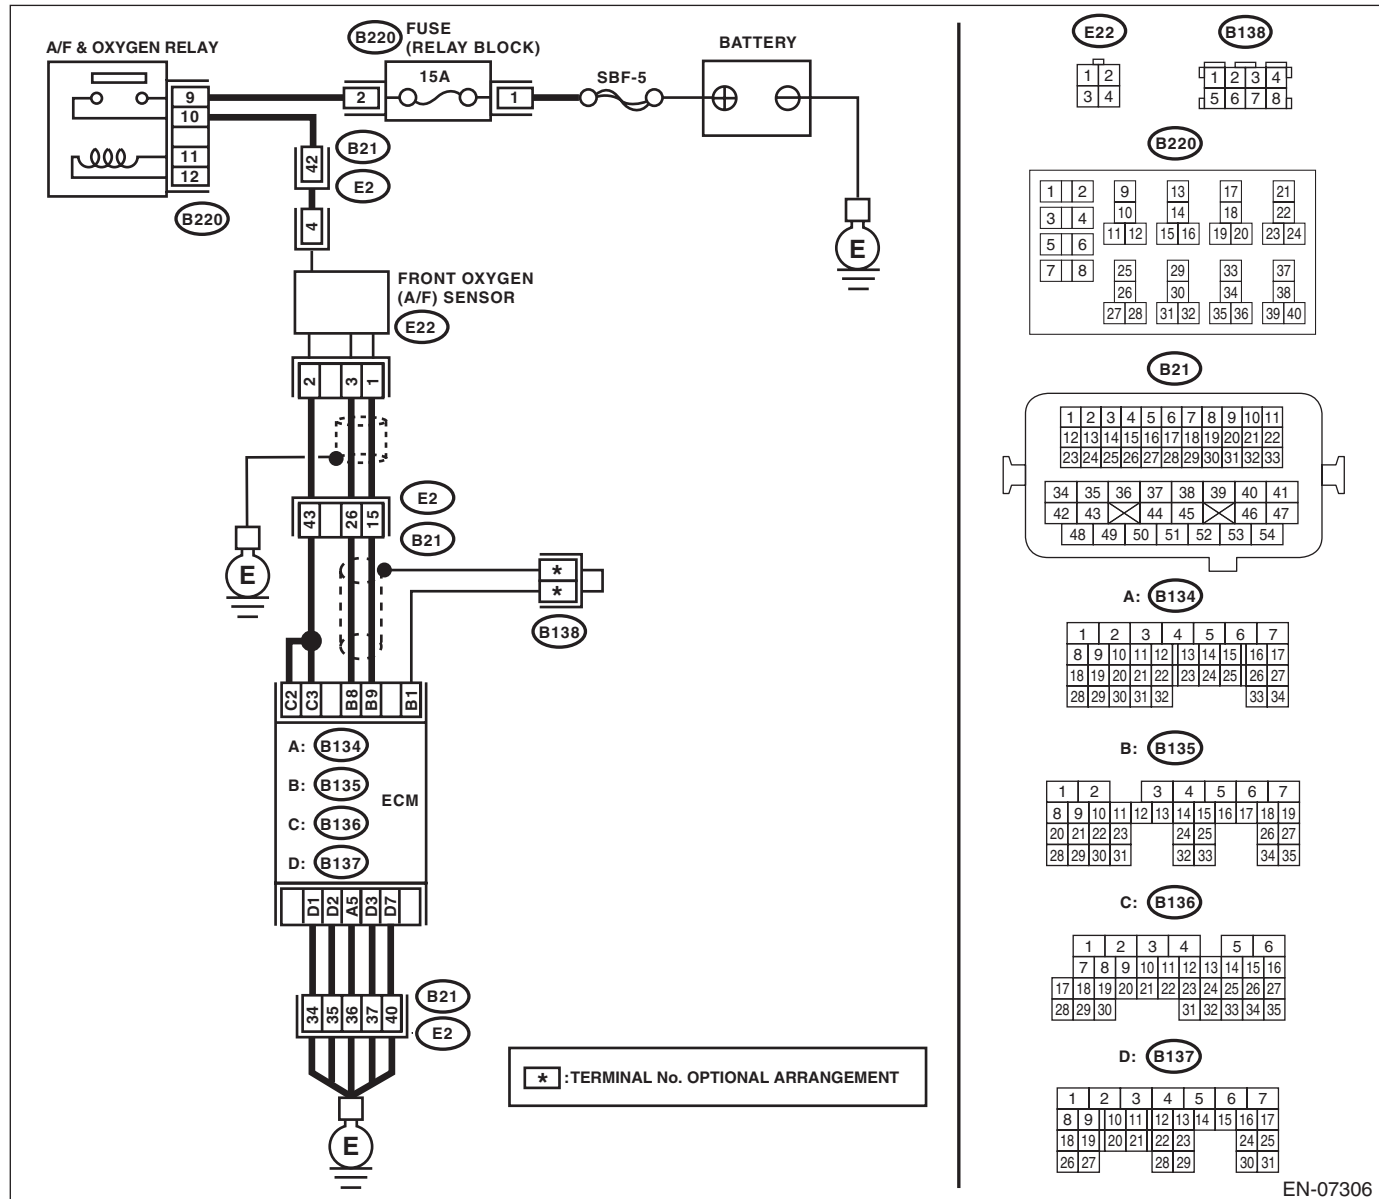 A/F & OXYGEN RELAY
B220
FUSE
(RELAY BLOCK)
15A
2
1
SBF-5
BATTERY
E
9
10
11
12
B220
42
B21
E2
4
FRONT OXYGEN
(A/F) SENSOR
E22
2 3 1
E
43 26 15
E2
B21
*
*
B138
C2 C3 B8 B9 B1
A: B134
B: B135
C: B136
D: B137
ECM
D1 D2 A5 D3 D7
34 35 36 37 40
B21
E2
E
* :TERMINAL No. OPTIONAL ARRANGEMENT
E22
1 2
3 4
B138
1 2 3 4
5 6 7 8
B220
1 2 9 13 17 21
3 4 10 14 18 22
11 12 15 16 19 20 23 24
5 6
7 8 25 29 33 37
26 30 34 38
27 28 31 32 35 36 39 40
B21
1 2 3 4 5 6 7 8 9 10 11
12 13 14 15 16 17 18 19 20 21 22
23 24 25 26 27 28 29 30 31 32 33
34 35 36 37 38 39 40 41
42 43 44 45 46 47
48 49 50 51 52 53 54
A: B134
1 2 3 4 5 6 7
8 9 10 11 12 13 14 15 16 17
18 19 20 21 22 23 24 25 26 27
28 29 30 31 32 33 34
B: B135
1 2 3 4 5 6 7
8 9 10 11 12 13 14 15 16 17 18 19
20 21 22 23 24 25 26 27
28 29 30 31 32 33 34 35
C: B136
1 2 3 4 5 6
7 8 9 10 11 12 13 14 15 16
17 18 19 20 21 22 23 24 25 26 27
28 29 30 31 32 33 34 35
D: B137
1 2 3 4 5 6 7
8 9 10 11 12 13 14 15 16 17
18 19 20 21 22 23 24 25
26 27 28 29 30 31
EN-07306